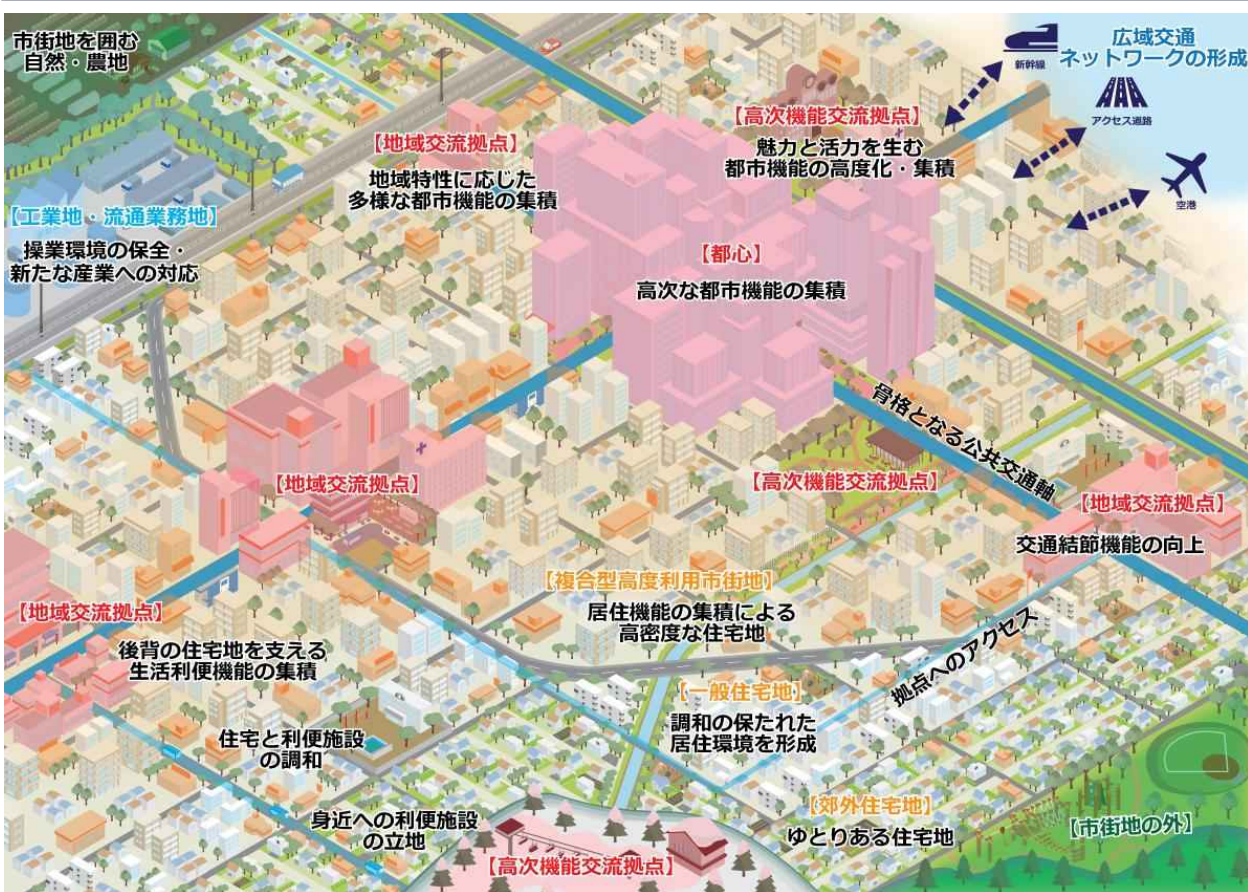 市街地を囲む
自然・農地
広域交通
ネットワークの形成
新幹線
アクセス道路
空港
【地域交流拠点】
地域特性に応じた
多様な都市機能の集積
【高次機能交流拠点】
魅力と活力を生む
都市機能の高度化・集積
【工業地・流通業務地】
操業環境の保全・
新たな産業への対応
【都心】
高次な都市機能の集積
骨格となる公共交通軸
【地域交流拠点】
【高次機能交流拠点】
【地域交流拠点】
交通結節機能の向上
【複合型高度利用市街地】
居住機能の集積による
高密度な住宅地
【地域交流拠点】
後背の住宅地を支える
生活利便機能の集積
拠点へのアクセス
【一般住宅地】
調和の保たれた
居住環境を形成
住宅と利便施設
の調和
【郊外住宅地】
ゆとりある住宅地
身近への利便施設
の立地
【市街地の外】
【高次機能交流拠点】